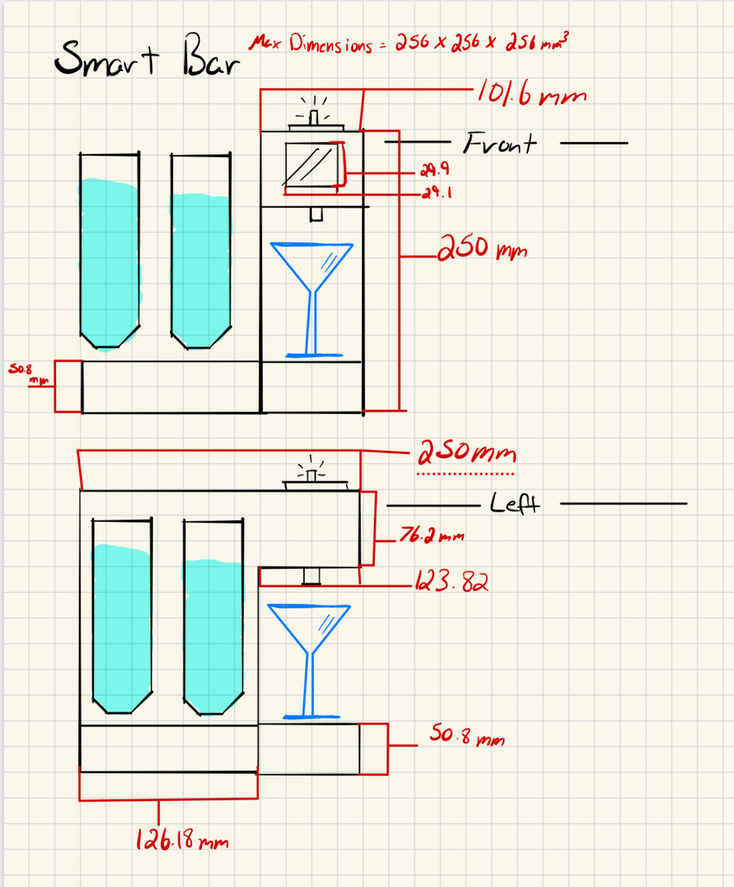 Smart Bar
Max Dimensions = 256 x 256 x 256 mm³
101.6 mm
Front
29.9
29.1
250 mm
50.8
mm
250mm
Left
76.2 mm
123.82
50.8 mm
126.18 mm